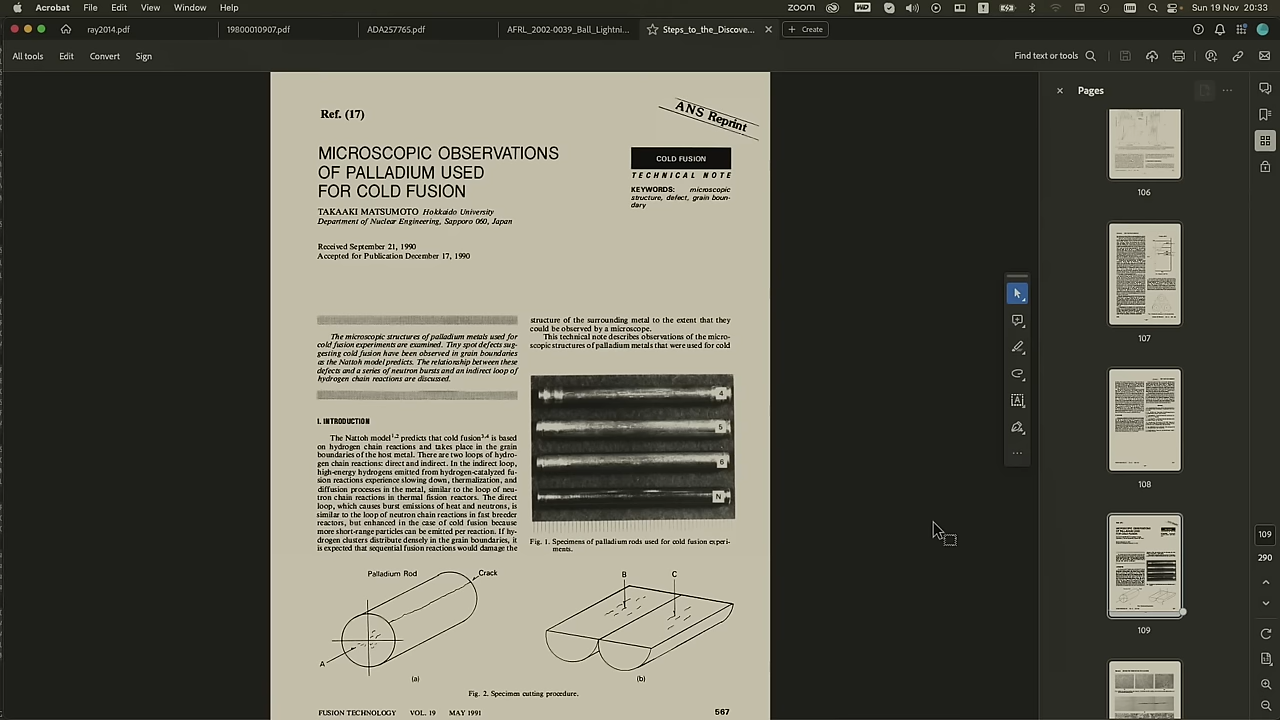 Acrobat File Edit View Window Help
ZOOM
Sun 19 Nov 20:33
ray2014.pdf
19800010907.pdf
ADA257765.pdf
AFRL_2002-0039_Ball_Lightni...
Steps_to_the_Discove...
+ Create
All tools Edit Convert Sign
Find text or tools
Ref. (17)
ANS Reprint
MICROSCOPIC OBSERVATIONS
OF PALLADIUM USED
FOR COLD FUSION
TAKAAKI MATSUMOTO Hokkaido University
Department of Nuclear Engineering, Sapporo 060, Japan
Received September 21, 1990
Accepted for Publication December 17, 1990
COLD FUSION
TECHNICAL NOTE
KEYWORDS: microscopic
structure, defect, grain boun-
dary
The microscopic structures of palladium metals used for
cold fusion experiments are examined. Tiny spot defects sug-
gesting cold fusion have been observed in grain boundaries
as the Nattoh model predicts. The relationship between these
defects and a series of neutron bursts and an indirect loop of
hydrogen chain reactions are discussed.
I. INTRODUCTION
The Nattoh model1,2 predicts that cold fusion3,4 is based
on hydrogen chain reactions and takes place in the grain
boundaries of the host metal. There are two loops of hydro-
gen chain reactions: direct and indirect. In the indirect loop,
high-energy hydrogens emitted from hydrogen-catalyzed fu-
sion reactions experience slowing down, thermalization, and
diffusion processes in the metal, similar to the loop of neu-
tron chain reactions in thermal fission reactors. The direct
loop, which causes burst emissions of heat and neutrons, is
similar to the loop of neutron chain reactions in fast breeder
reactors, but enhanced in the case of cold fusion because
more short-range particles can be emitted per reaction. If hy-
drogen clusters distribute densely in the grain boundaries, it
is expected that sequential fusion reactions would damage the
structure of the surrounding metal to the extent that they
could be observed by a microscope.
This technical note describes observations of the micro-
scopic structures of palladium metals that were used for cold
4
5
6
N
Fig. 1. Specimens of palladium rods used for cold fusion experi-
ments.
Palladium Rod
Crack
A
(a)
B
C
(b)
Fig. 2. Specimen cutting procedure.
FUSION TECHNOLOGY VOL. 19 MAY 1991
567
Pages
106
107
108
109
109
290